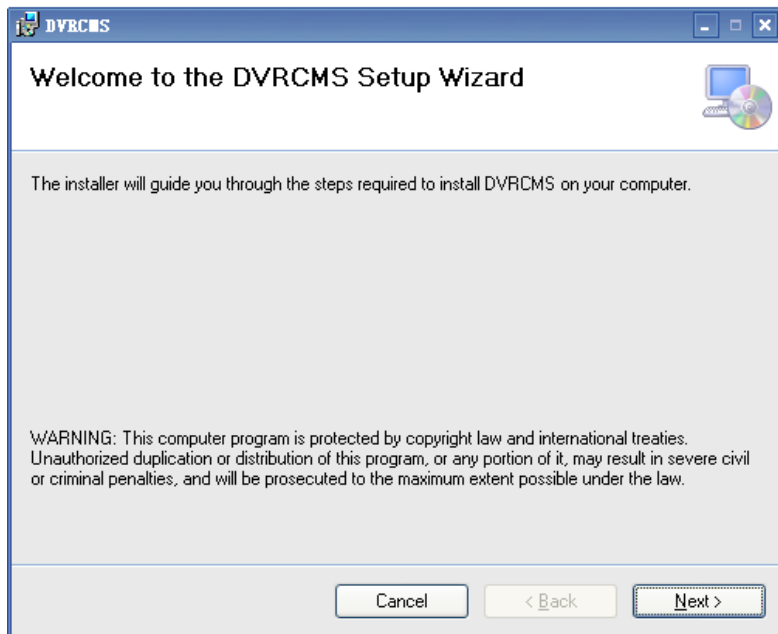 DVRCMS
Welcome to the DVRCMS Setup Wizard
The installer will guide you through the steps required to install DVRCMS on your computer.
WARNING: This computer program is protected by copyright law and international treaties.
Unauthorized duplication or distribution of this program, or any portion of it, may result in severe civil
or criminal penalties, and will be prosecuted to the maximum extent possible under the law.
Cancel
< Back
Next >